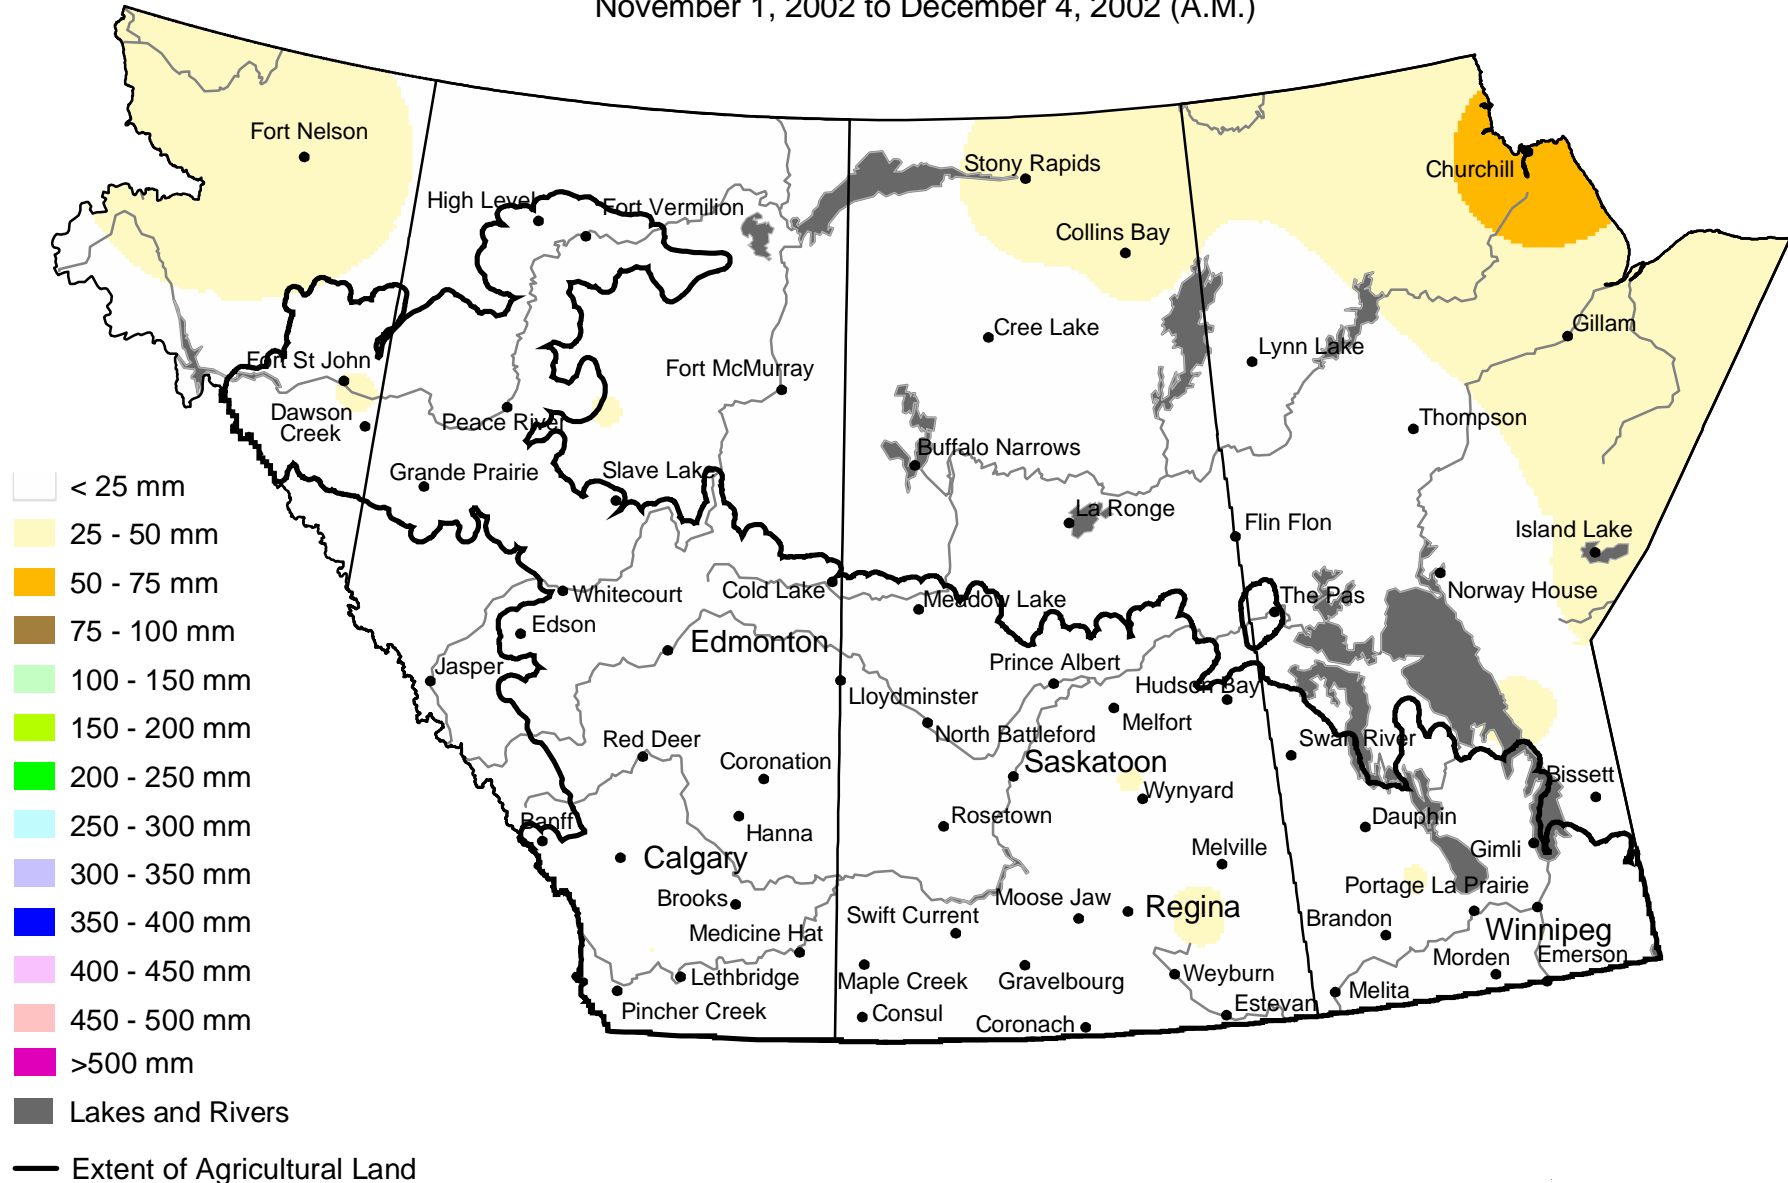 November 1, 2002 to December 4, 2002 (A.M.)
Fort Nelson
Stony Rapids
Churchill
High Level
Fort Vermilion
Collins Bay
Gillam
Cree Lake
Lynn Lake
Fort St John
Fort McMurray
Dawson
Creek
Peace River
Thompson
Buffalo Narrows
Grande Prairie
Slave Lake
La Ronge
Flin Flon
Island Lake
Whitecourt
Cold Lake
Meadow Lake
The Pas
Norway House
Edson
Edmonton
Jasper
Prince Albert
Lloydminster
Hudson Bay
Melfort
North Battleford
Red Deer
Swan River
Coronation
Saskatoon
Bissett
Wynyard
Banff
Hanna
Rosetown
Dauphin
Calgary
Melville
Gimli
Brooks
Moose Jaw
Portage La Prairie
Swift Current
Regina
Brandon
Medicine Hat
Winnipeg
Lethbridge
Maple Creek
Gravelbourg
Weyburn
Morden
Emerson
Pincher Creek
Consul
Coronach
Estevan
Melita
< 25 mm
25 - 50 mm
50 - 75 mm
75 - 100 mm
100 - 150 mm
150 - 200 mm
200 - 250 mm
250 - 300 mm
300 - 350 mm
350 - 400 mm
400 - 450 mm
450 - 500 mm
>500 mm
Lakes and Rivers
Extent of Agricultural Land